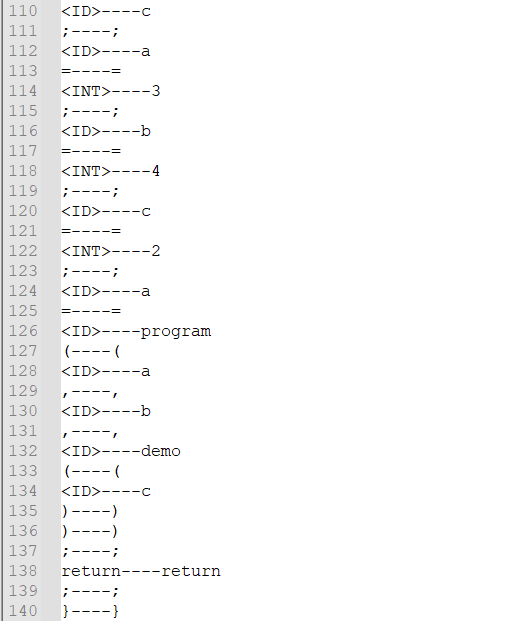 110 <ID>----c
111 ;----;
112 <ID>----a
113 =----=
114 <INT>----3
115 ;----;
116 <ID>----b
117 =----=
118 <INT>----4
119 ;----;
120 <ID>----c
121 =----=
122 <INT>----2
123 ;----;
124 <ID>----a
125 =----=
126 <ID>----program
127 (----(
128 <ID>----a
129 ,----,
130 <ID>----b
131 ,----,
132 <ID>----demo
133 (----(
134 <ID>----c
135 )----)
136 )----)
137 ;----;
138 return----return
139 ;----;
140 }----}